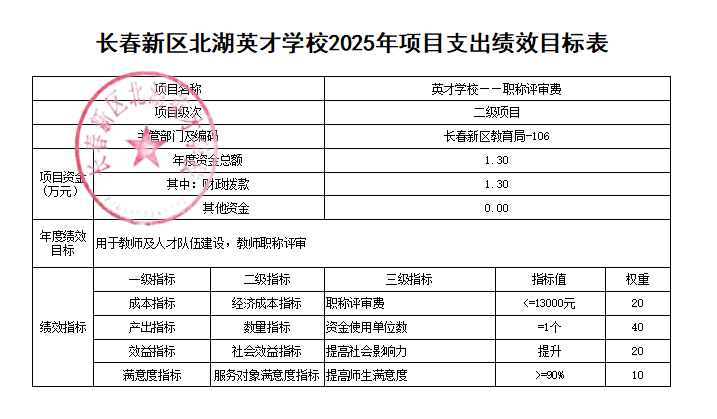 长春新区北湖英才学校2025年项目支出绩效目标表
项目名称 英才学校——职称评审费
项目级次 二级项目
主管部门及编码 长春新区教育局-106
项目资金
(万元)
年度资金总额 1.30
其中:财政拨款 1.30
其他资金 0.00
年度绩效
目标
用于教师及人才队伍建设,教师职称评审
绩效指标
一级指标 二级指标 三级指标 指标值 权重
成本指标 经济成本指标 职称评审费 <=13000元 20
产出指标 数量指标 资金使用单位数 =1个 40
效益指标 社会效益指标 提高社会影响力 提升 20
满意度指标 服务对象满意度指标 提高师生满意度 >=90% 10
长春新区北湖英才学校